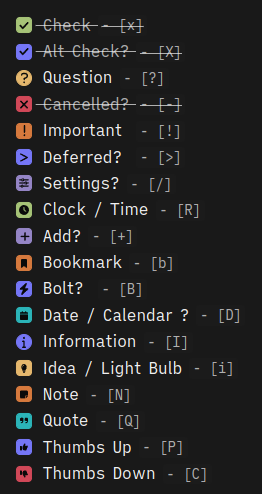 Check - [x]
Alt Check? - [X]
Question - [?]
Cancelled? - [-]
Important - [!]
Deferred? - [>]
Settings? - [/]
Clock / Time - [R]
Add? - [+]
Bookmark - [b]
Bolt? - [B]
Date / Calendar ? - [D]
Information - [I]
Idea / Light Bulb - [i]
Note - [N]
Quote - [Q]
Thumbs Up - [P]
Thumbs Down - [C]